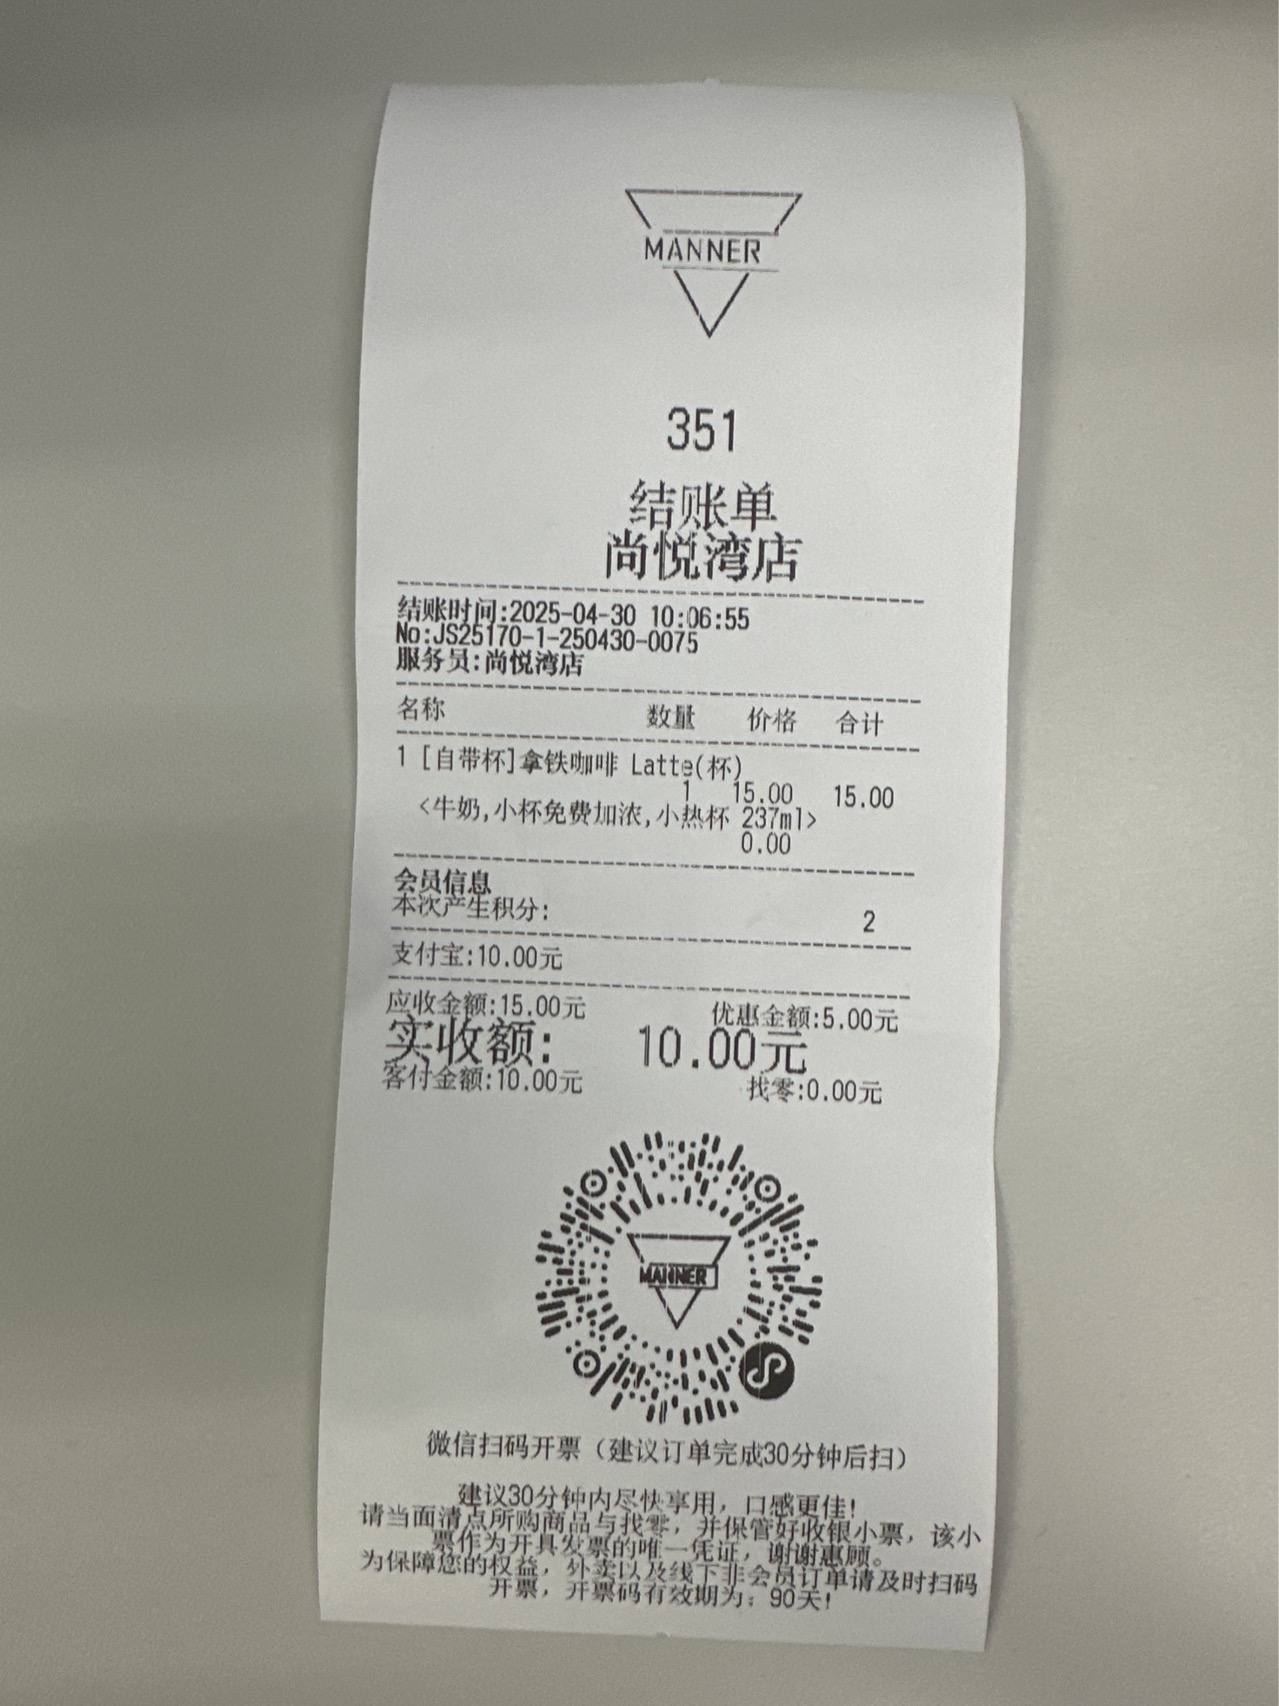 MANNER
351
结账单
尚悦湾店
结账时间:2025-04-30 10:06:55
No:JS25170-1-250430-0075
服务员:尚悦湾店
名称 数量 价格 合计
1 [自带杯]拿铁咖啡 Latte(杯)
1 15.00 15.00
<牛奶,小杯免费加浓,小热杯 237ml>
0.00
会员信息
本次产生积分: 2
支付宝:10.00元
应收金额:15.00元 优惠金额:5.00元
实收额: 10.00元
客付金额:10.00元 找零:0.00元
MANNER
微信扫码开票（建议订单完成30分钟后扫）
建议30分钟内尽快享用，口感更佳！
请当面清点所购商品与找零，并保管好收银小票，该小
票作为开具发票的唯一凭证，谢谢惠顾。
为保障您的权益，外卖以及线下非会员订单请及时扫码
开票，开票码有效期为：90天！